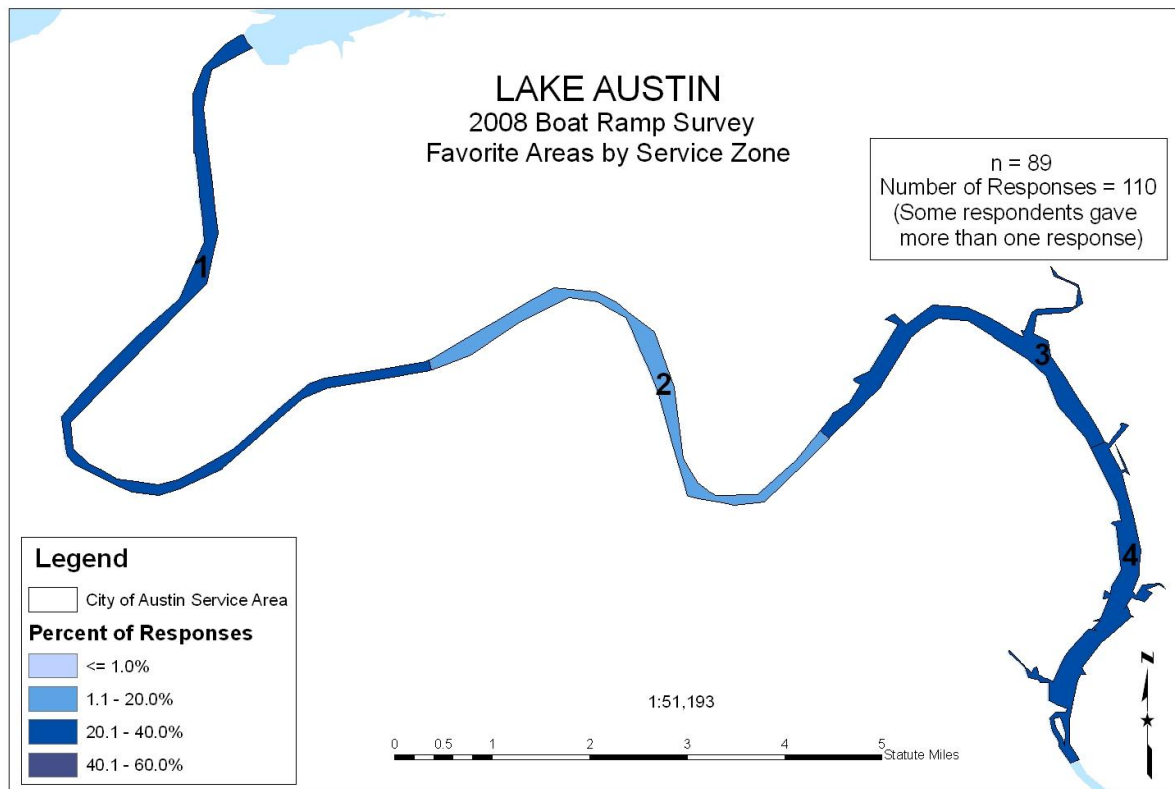 LAKE AUSTIN
2008 Boat Ramp Survey
Favorite Areas by Service Zone
n = 89
Number of Responses = 110
(Some respondents gave
more than one response)
1
2
3
4
Legend
City of Austin Service Area
Percent of Responses
<= 1.0%
1.1 - 20.0%
20.1 - 40.0%
40.1 - 60.0%
1:51,193
0 0.5 1 2 3 4 5
Statute Miles
N